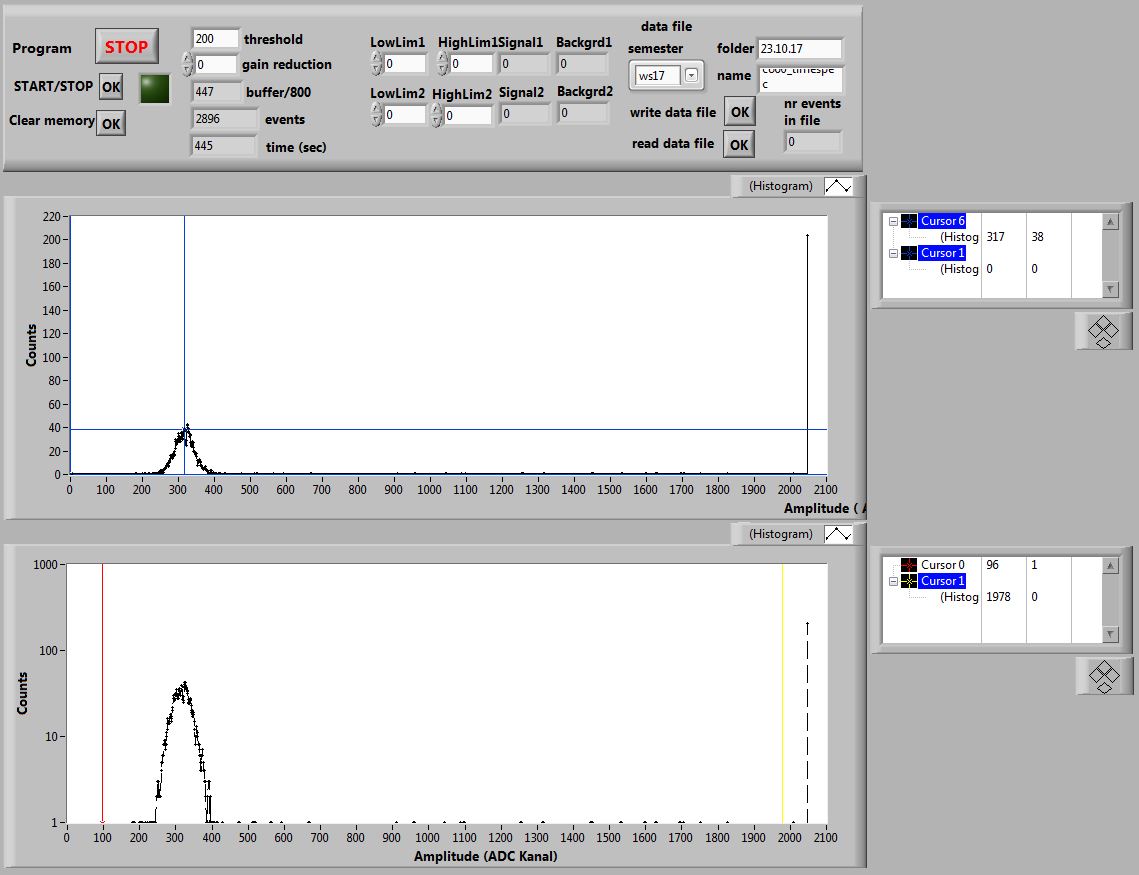 Program STOP
START/STOP OK
Clear memory OK
200 threshold
0 gain reduction
447 buffer/800
2896 events
445 time (sec)
LowLim1 HighLim1 Signal1 Backgrd1
0 0 0 0
LowLim2 HighLim2 Signal2 Backgrd2
0 0 0 0
data file
semester folder 23.10.17
ws17 name
c
write data file OK nr events
in file
read data file OK 0
(Histogram)
220
200
180
160
140
120
100
80
60
40
20
0
Counts
0 100 200 300 400 500 600 700 800 900 1000 1100 1200 1300 1400 1500 1600 1700 1800 1900 2000 2100
Amplitude ( A
Cursor 6
(Histog 317 38
Cursor 1
(Histog 0 0
(Histogram)
1000
100
10
1
Counts
0 100 200 300 400 500 600 700 800 900 1000 1100 1200 1300 1400 1500 1600 1700 1800 1900 2000 2100
Amplitude (ADC Kanal)
Cursor 0 96 1
Cursor 1
(Histog 1978 0